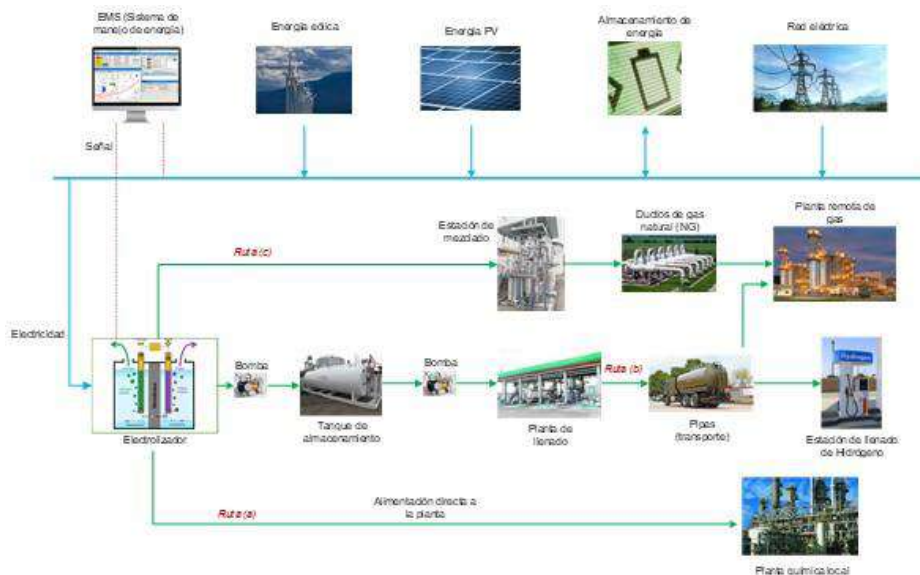 EMS (Sistema de
manejo de energía)
Energía eólica
Energía PV
Almacenamiento de
energía
Red eléctrica
Señal
Estación de
mezclado
Ductos de gas
natural (NG)
Planta remota de
gas
Ruta (c)
Electricidad
Bomba
Bomba
Ruta (b)
Hydrogen
Electrolizador
Tanque de
almacenamiento
Planta de
llenado
Pipas
(transporte)
Estación de llenado
de Hidrógeno
Ruta (a)
Alimentación directa a
la planta
Planta química local